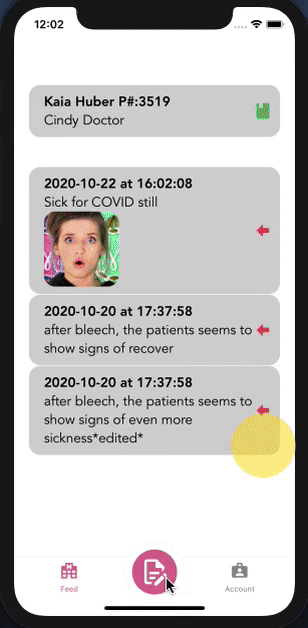 12:02
Kaia Huber P#:3519
Cindy Doctor
2020-10-22 at 16:02:08
Sick for COVID still
2020-10-20 at 17:37:58
after bleech, the patients seems to
show signs of recover
2020-10-20 at 17:37:58
after bleech, the patients seems to
show signs of even more
sickness*edited*
Feed
Account